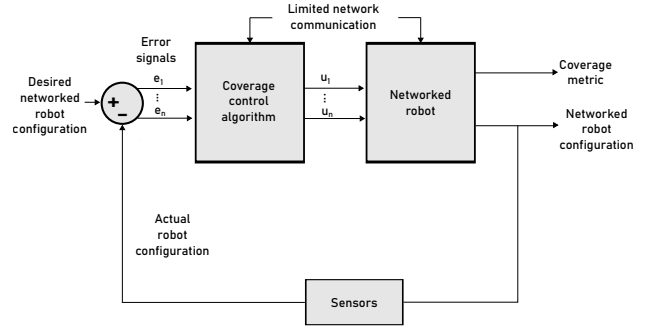 Limited network
communication
Error
signals
Desired
networked
robot
configuration
+
−
e1
⋮
en
Coverage
control
algorithm
u1
⋮
un
Networked
robot
Coverage
metric
Networked
robot
configuration
Actual
robot
configuration
Sensors